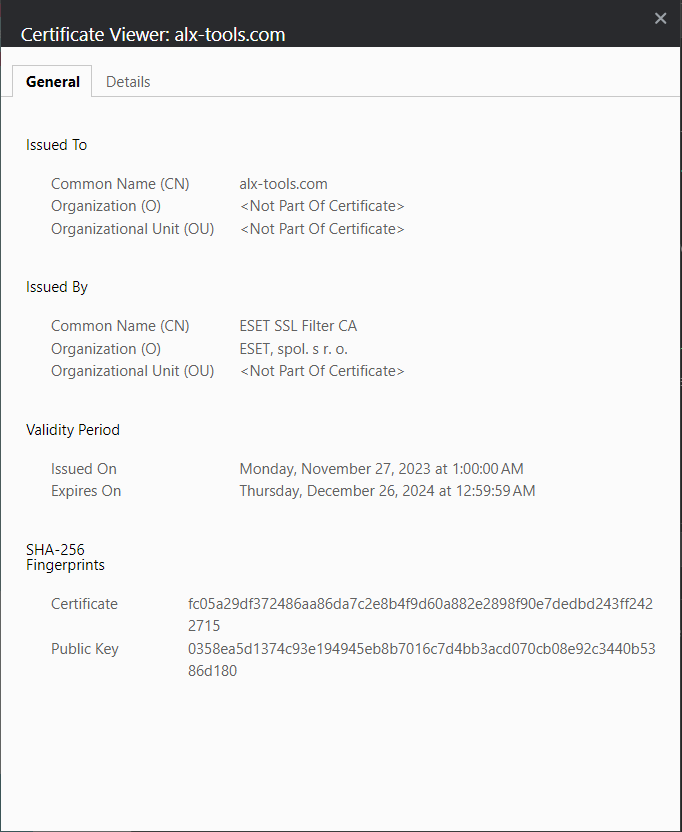 Certificate Viewer: alx-tools.com
General Details
Issued To
Common Name (CN) alx-tools.com
Organization (O) <Not Part Of Certificate>
Organizational Unit (OU) <Not Part Of Certificate>
Issued By
Common Name (CN) ESET SSL Filter CA
Organization (O) ESET, spol. s r. o.
Organizational Unit (OU) <Not Part Of Certificate>
Validity Period
Issued On Monday, November 27, 2023 at 1:00:00 AM
Expires On Thursday, December 26, 2024 at 12:59:59 AM
SHA-256
Fingerprints
Certificate fc05a29df372486aa86da7c2e8b4f9d60a882e2898f90e7dedbd243ff242
2715
Public Key 0358ea5d1374c93e194945eb8b7016c7d4bb3acd070cb08e92c3440b53
86d180